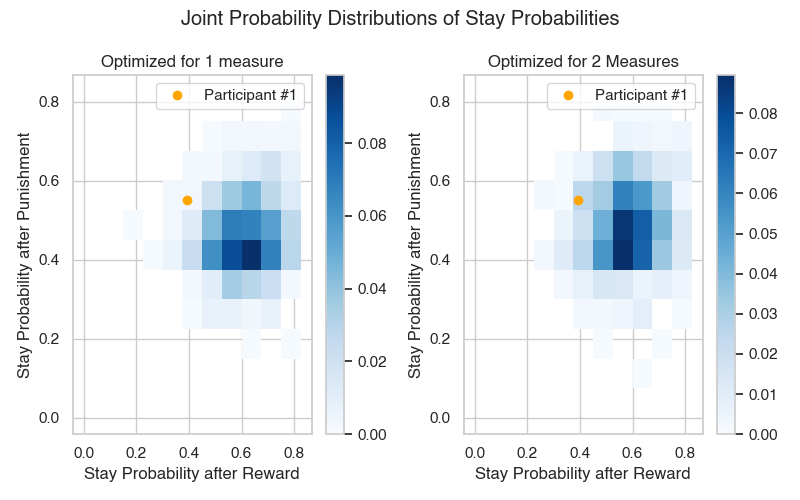 Joint Probability Distributions of Stay Probabilities
Optimized for 1 measure
Participant #1
0.8
0.6
0.4
0.2
0.0
Stay Probability after Punishment
0.0 0.2 0.4 0.6 0.8
Stay Probability after Reward
0.08
0.06
0.04
0.02
0.00
Optimized for 2 Measures
Participant #1
0.8
0.6
0.4
0.2
0.0
Stay Probability after Punishment
0.0 0.2 0.4 0.6 0.8
Stay Probability after Reward
0.08
0.07
0.06
0.05
0.04
0.03
0.02
0.01
0.00